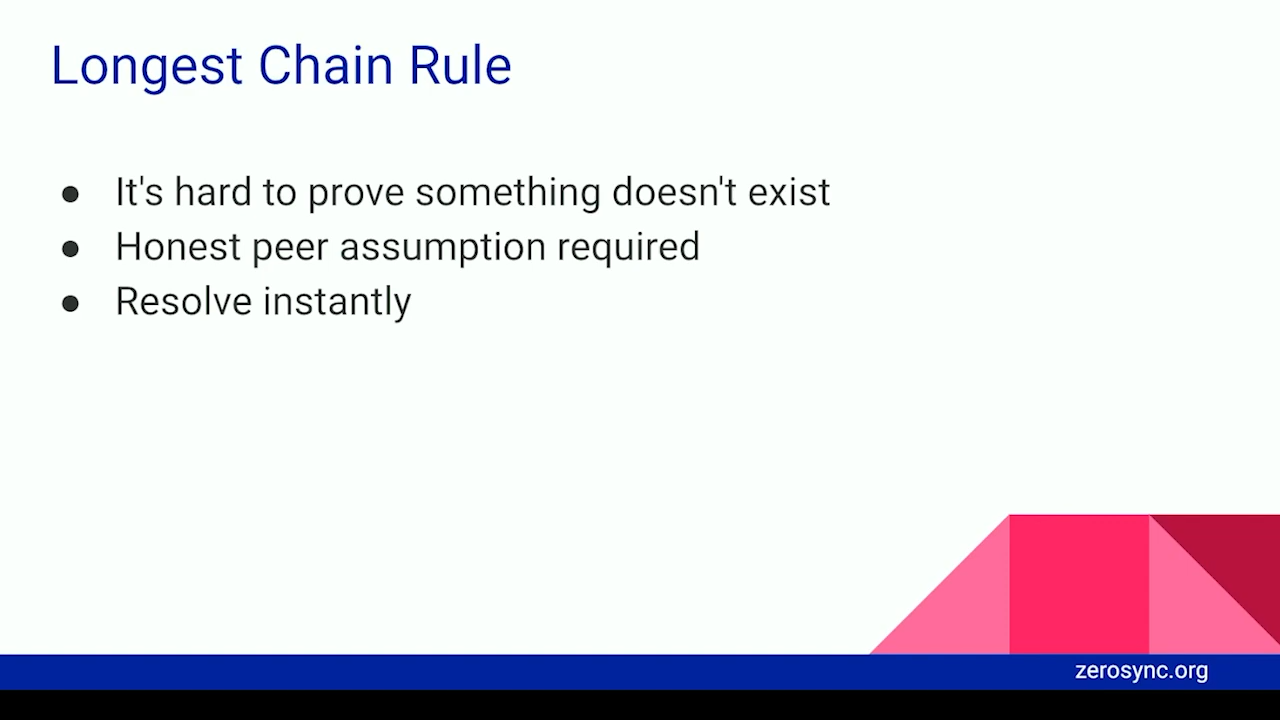 Longest Chain Rule
● It's hard to prove something doesn't exist
● Honest peer assumption required
● Resolve instantly
zerosync.org